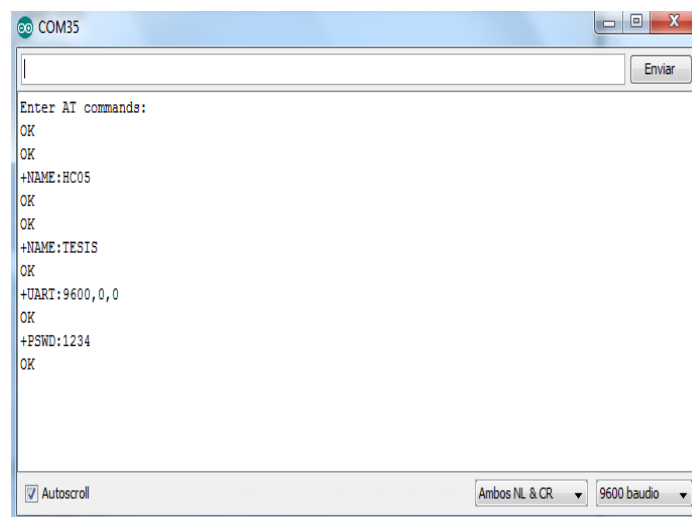 COM35
Enviar
Enter AT commands:
OK
OK
+NAME:HC05
OK
OK
+NAME:TESIS
OK
+UART:9600,0,0
OK
+PSWD:1234
OK
Autoscroll
Ambos NL & CR
9600 baudio